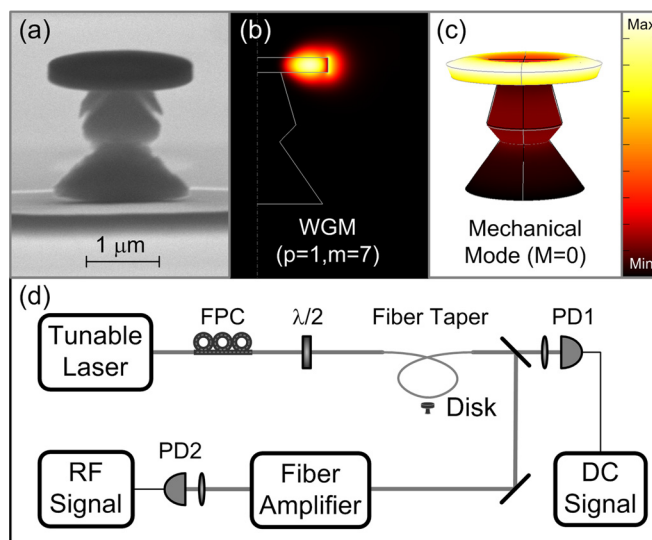 (a)
1 μm
(b)
WGM
(p=1,m=7)
(c)
Mechanical
Mode (M=0)
Max
Min
(d)
Tunable
Laser
FPC
λ/2
Fiber Taper
Disk
PD1
DC
Signal
Fiber
Amplifier
PD2
RF
Signal